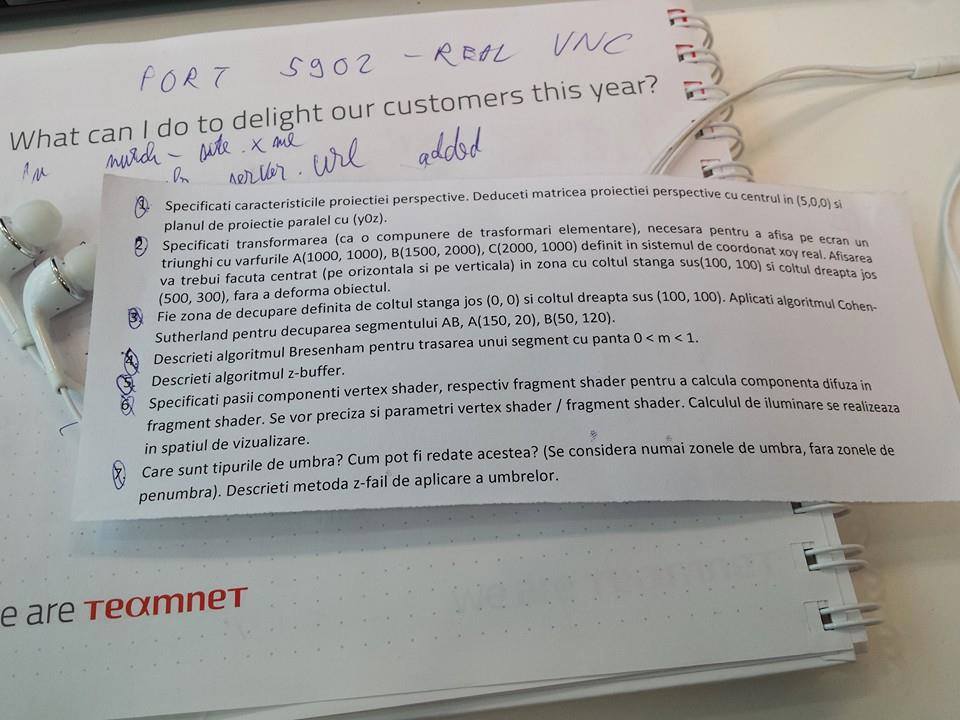 PORT 5902 - REAL VNC
What can I do to delight our customers this year?
server. url added
1. Specificati caracteristicile proiectiei perspective. Deduceti matricea proiectiei perspective cu centrul in (5,0,0) si
planul de proiectie paralel cu (y0z).
2. Specificati transformarea (ca o compunere de trasformari elementare), necesara pentru a afisa pe ecran un
triunghi cu varfurile A(1000, 1000), B(1500, 2000), C(2000, 1000) definit in sistemul de coordonat xoy real. Afisarea
va trebui facuta centrat (pe orizontala si pe verticala) in zona cu coltul stanga sus(100, 100) si coltul dreapta jos
(500, 300), fara a deforma obiectul.
3. Fie zona de decupare definita de coltul stanga jos (0, 0) si coltul dreapta sus (100, 100). Aplicati algoritmul Cohen-
Sutherland pentru decuparea segmentului AB, A(150, 20), B(50, 120).
4. Descrieti algoritmul Bresenham pentru trasarea unui segment cu panta 0 < m < 1.
5. Descrieti algoritmul z-buffer.
6. Specificati pasii componenti vertex shader, respectiv fragment shader pentru a calcula componenta difuza in
fragment shader. Se vor preciza si parametri vertex shader / fragment shader. Calculul de iluminare se realizeaza
in spatiul de vizualizare.
7. Care sunt tipurile de umbra? Cum pot fi redate acestea? (Se considera numai zonele de umbra, fara zonele de
penumbra). Descrieti metoda z-fail de aplicare a umbrelor.
e are Teamnet